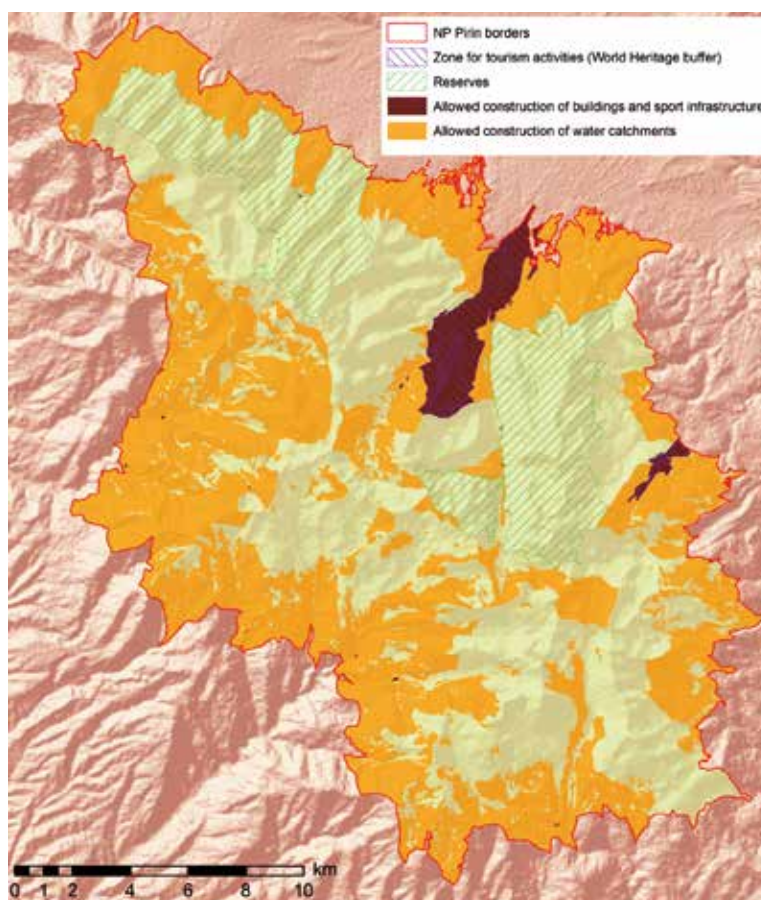 NP Pirin borders
Zone for tourism activities (World Heritage buffer)
Reserves
Allowed construction of buildings and sport infrastructure
Allowed construction of water catchments
km
0 1 2 4 6 8 10